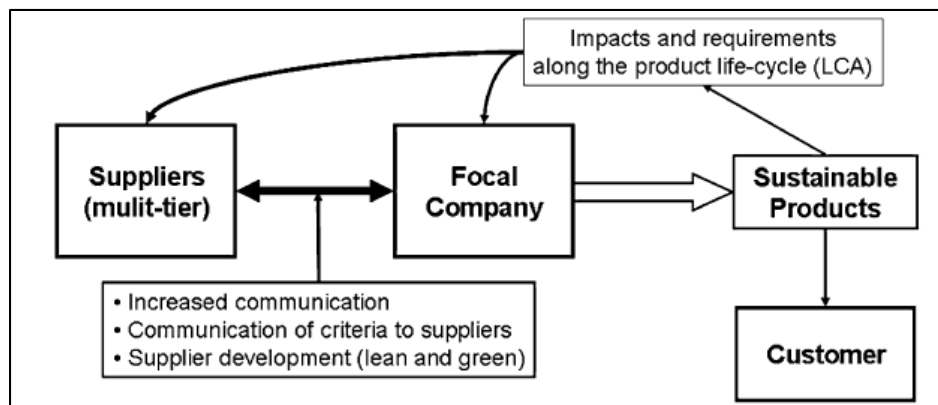 Impacts and requirements
along the product life-cycle (LCA)
Suppliers
(mulit-tier)
Focal
Company
Sustainable
Products
• Increased communication
• Communication of criteria to suppliers
• Supplier development (lean and green)
Customer